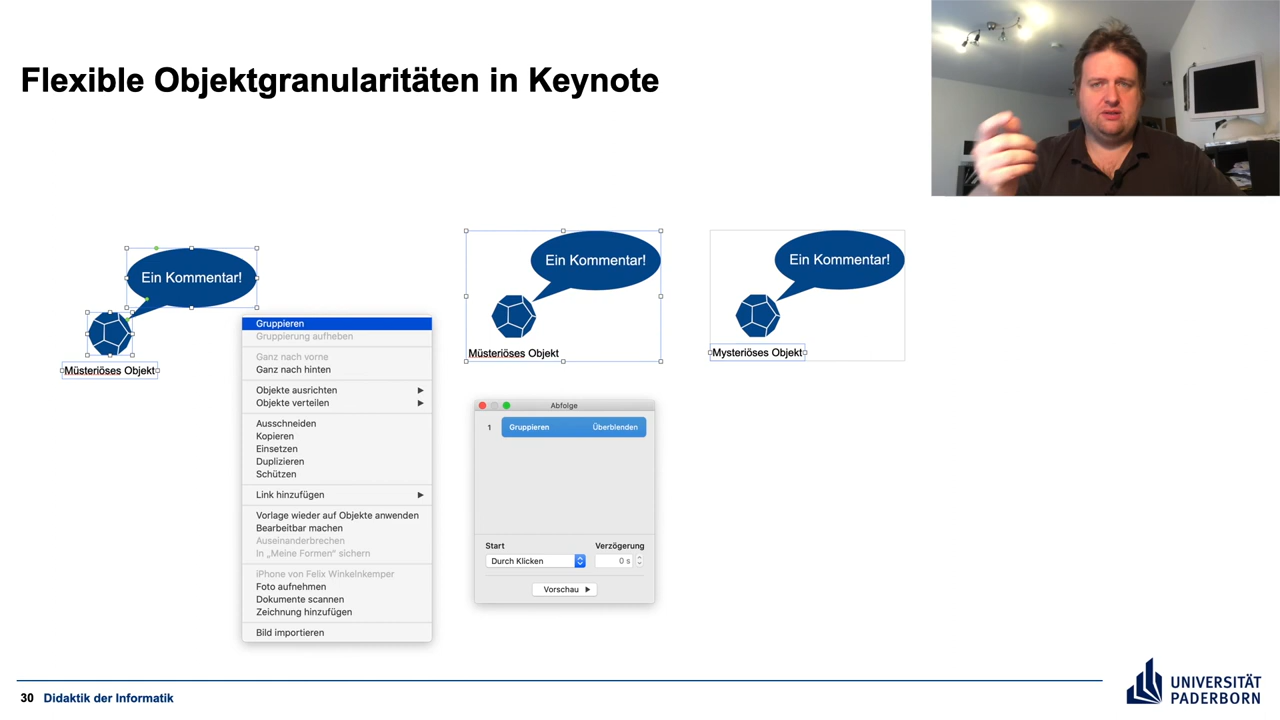 Flexible Objektgranularitäten in Keynote
Ein Kommentar!
Müsteriöses Objekt
Gruppieren
Gruppierung aufheben
Ganz nach vorne
Ganz nach hinten
Objekte ausrichten
Objekte verteilen
Ausschneiden
Kopieren
Einsetzen
Duplizieren
Schützen
Link hinzufügen
Vorlage wieder auf Objekte anwenden
Bearbeitbar machen
Auseinanderbrechen
In „Meine Formen“ sichern
iPhone von Felix Winkelnkemper
Foto aufnehmen
Dokumente scannen
Zeichnung hinzufügen
Bild importieren
Ein Kommentar!
Müsteriöses Objekt
Abfolge
1 Gruppieren Überblenden
Start Verzögerung
Durch Klicken 0 s
Vorschau
Ein Kommentar!
Mysteriöses Objekt
30 Didaktik der Informatik
UNIVERSITÄT
PADERBORN